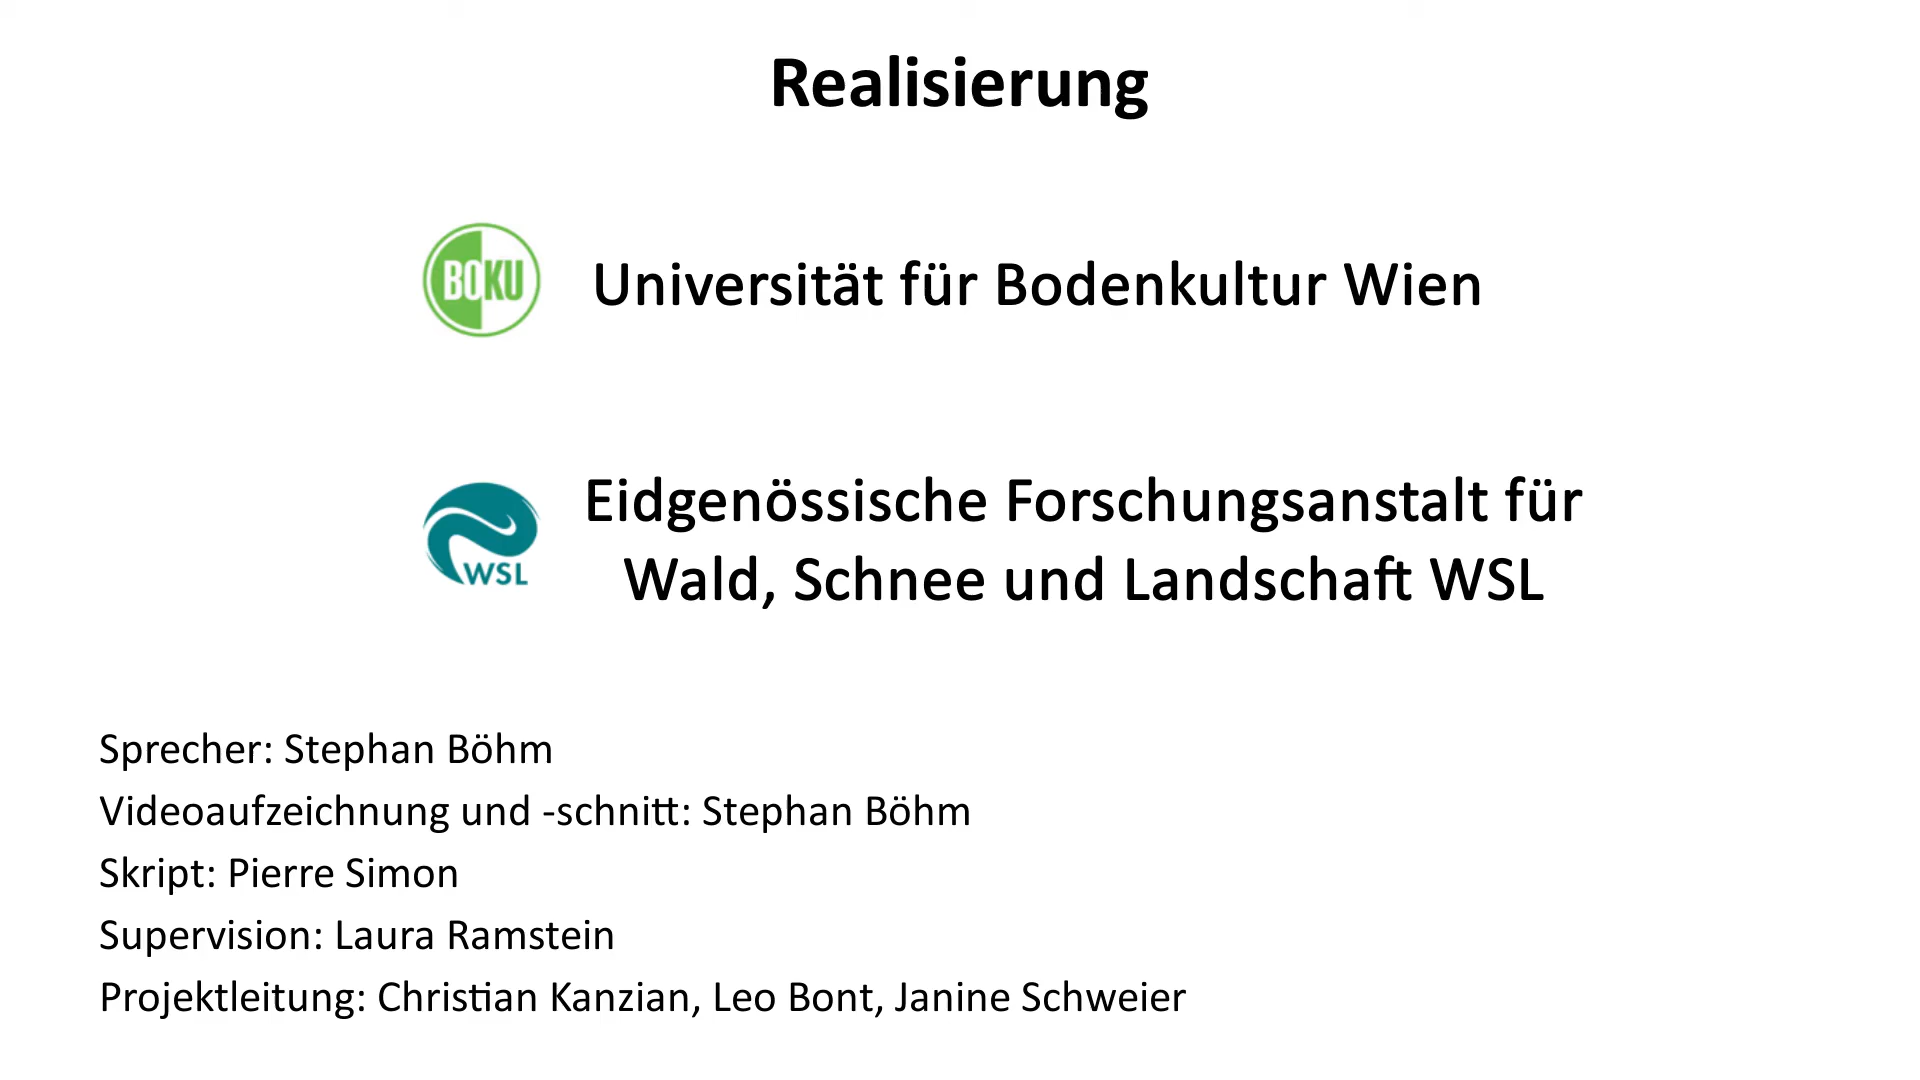 Realisierung
BOKU
Universität für Bodenkultur Wien
WSL
Eidgenössische Forschungsanstalt für
Wald, Schnee und Landschaft WSL
Sprecher: Stephan Böhm
Videoaufzeichnung und -schnitt: Stephan Böhm
Skript: Pierre Simon
Supervision: Laura Ramstein
Projektleitung: Christian Kanzian, Leo Bont, Janine Schweier